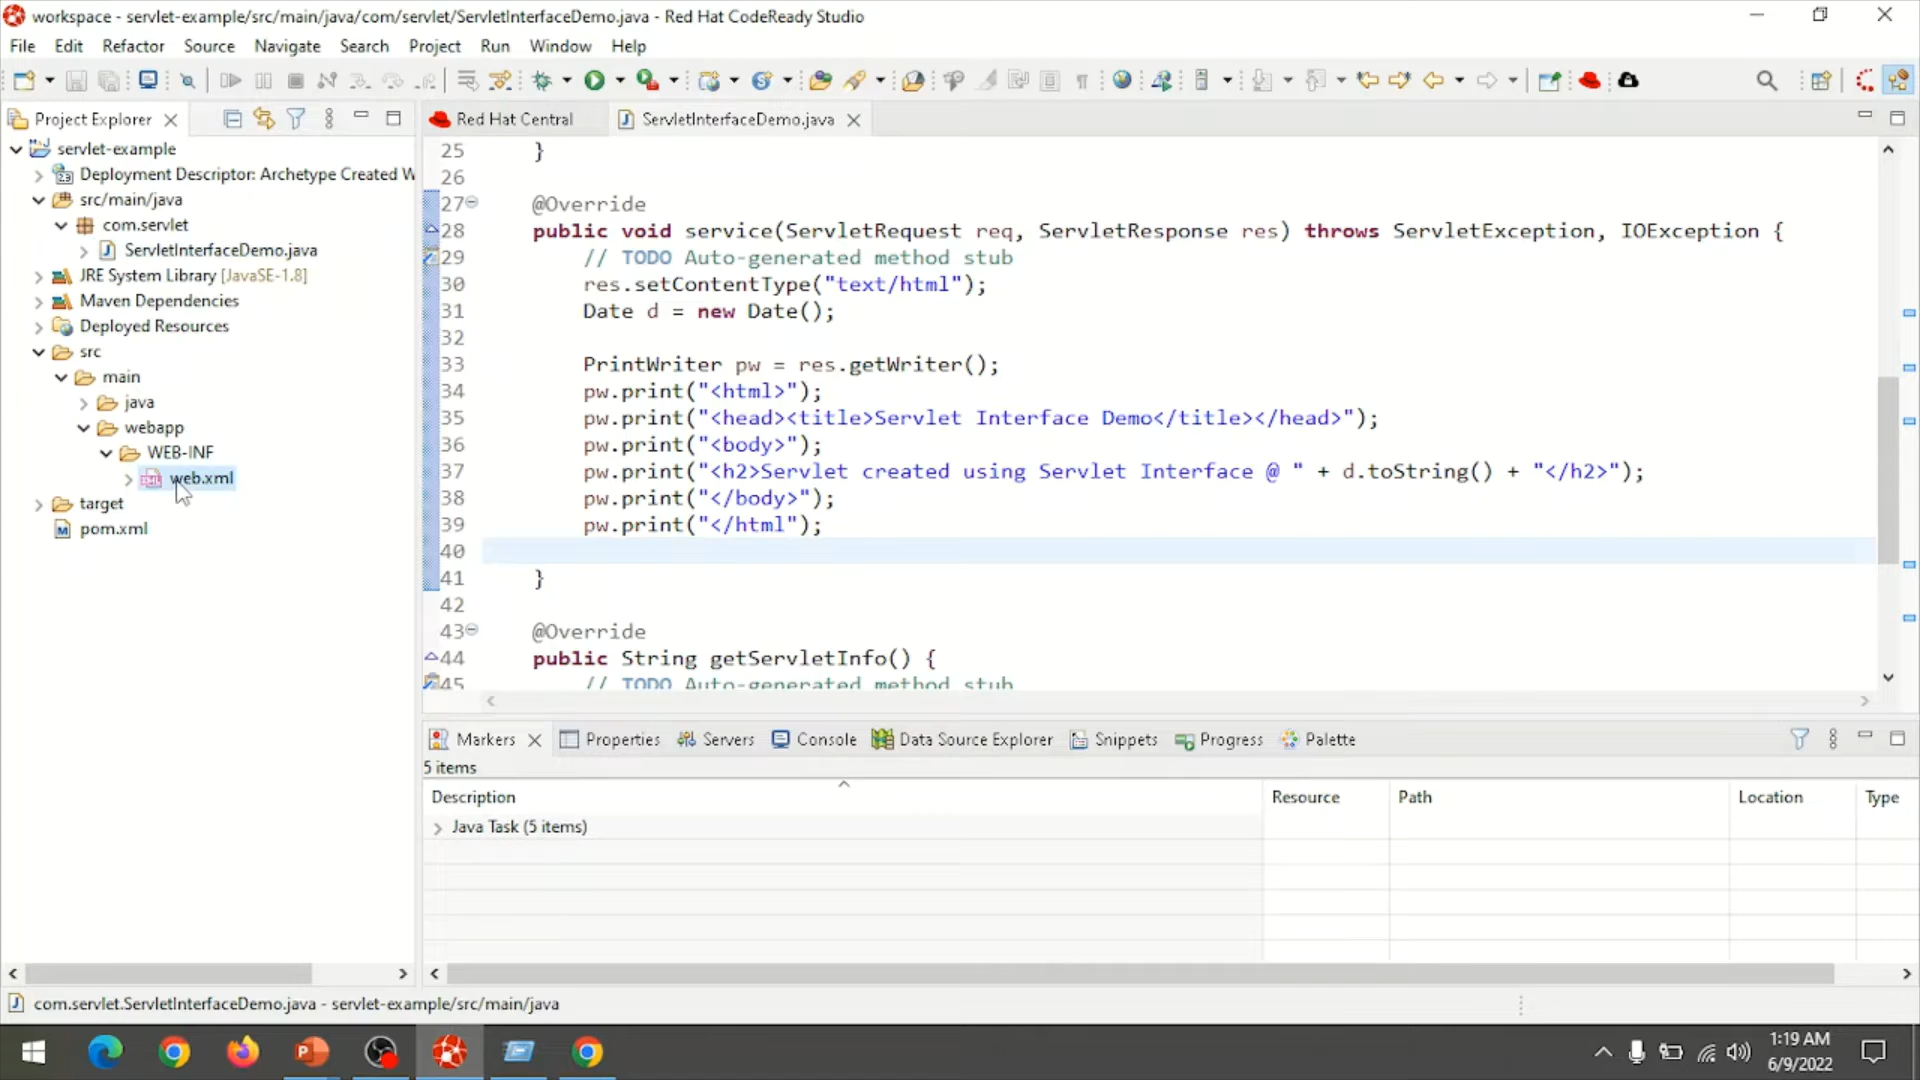 workspace - servlet-example/src/main/java/com/servlet/ServletInterfaceDemo.java - Red Hat CodeReady Studio
File Edit Refactor Source Navigate Search Project Run Window Help
Project Explorer
servlet-example
Deployment Descriptor: Archetype Created W
src/main/java
com.servlet
ServletInterfaceDemo.java
JRE System Library [JavaSE-1.8]
Maven Dependencies
Deployed Resources
src
main
java
webapp
WEB-INF
web.xml
target
pom.xml
Red Hat Central
ServletInterfaceDemo.java
25 }
26
27 @Override
28 public void service(ServletRequest req, ServletResponse res) throws ServletException, IOException {
29 // TODO Auto-generated method stub
30 res.setContentType("text/html");
31 Date d = new Date();
32
33 PrintWriter pw = res.getWriter();
34 pw.print("<html>");
35 pw.print("<head><title>Servlet Interface Demo</title></head>");
36 pw.print("<body>");
37 pw.print("<h2>Servlet created using Servlet Interface @ " + d.toString() + "</h2>");
38 pw.print("</body>");
39 pw.print("</html");
40
41 }
42
43 @Override
44 public String getServletInfo() {
45 // TODO Auto-generated method stub
Markers Properties Servers Console Data Source Explorer Snippets Progress Palette
5 items
Description Resource Path Location Type
Java Task (5 items)
com.servlet.ServletInterfaceDemo.java - servlet-example/src/main/java
1:19 AM
6/9/2022